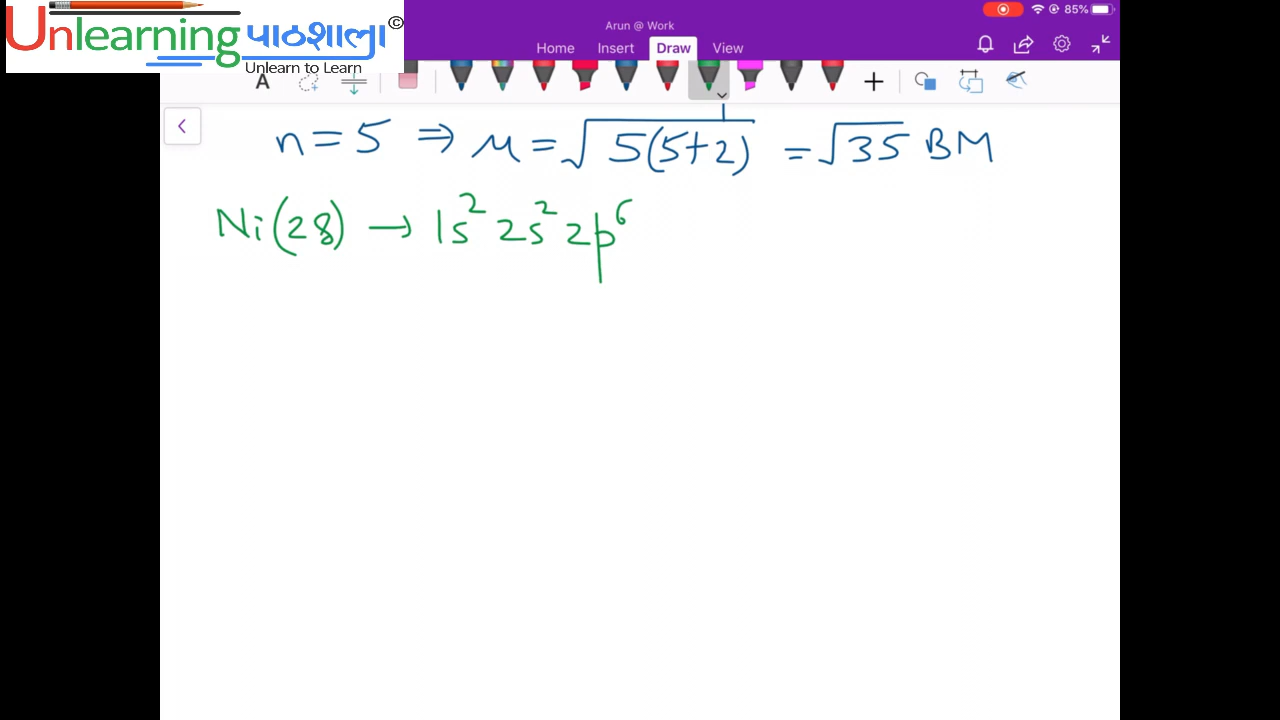 Unlearning पाठशाला ©
Unlearn to Learn
85%
Arun @ Work
Home Insert Draw View
A
n = 5 ⇒ μ = √5(5+2) = √35 BM
Ni(28) → 1s² 2s² 2p⁶